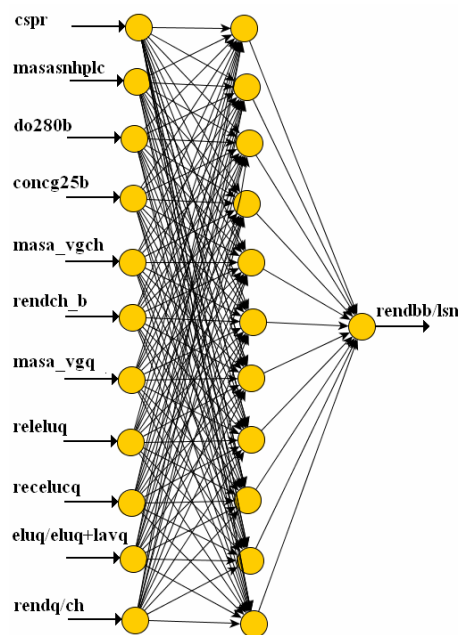 cspr
masasnhplc
do280b
concg25b
masa_vgch
rendch_b
rendbb/lsn
masa_vgq
releluq
recelucq
eluq/eluq+lavq
rendq/ch